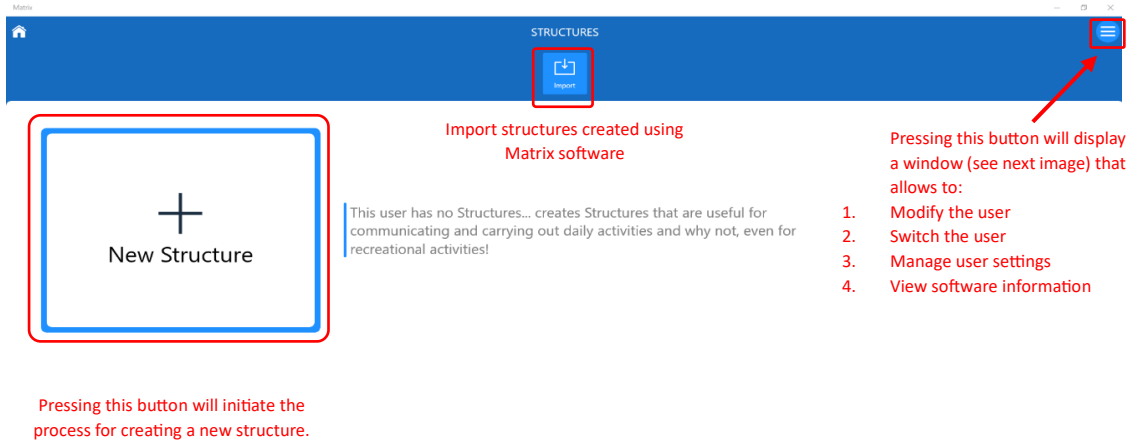 Matrix
STRUCTURES
Import
Import structures created using
Matrix software
Pressing this button will display
a window (see next image) that
allows to:
1. Modify the user
2. Switch the user
3. Manage user settings
4. View software information
New Structure
This user has no Structures... creates Structures that are useful for
communicating and carrying out daily activities and why not, even for
recreational activities!
Pressing this button will initiate the
process for creating a new structure.